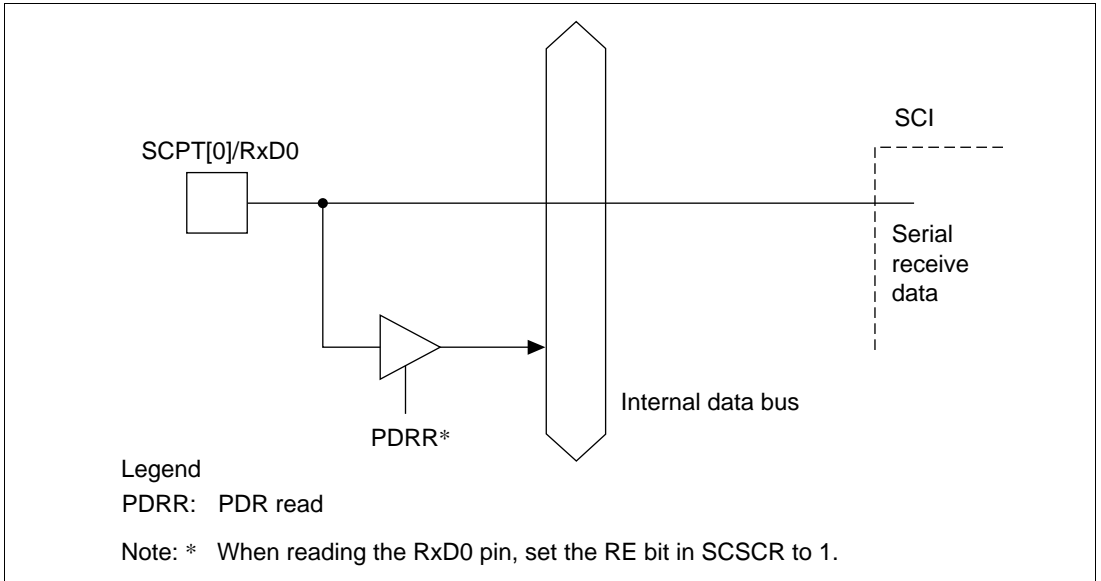 SCI
SCPT[0]/RxD0
Serial
receive
data
Internal data bus
PDRR*
Legend
PDRR: PDR read
Note: * When reading the RxD0 pin, set the RE bit in SCSCR to 1.